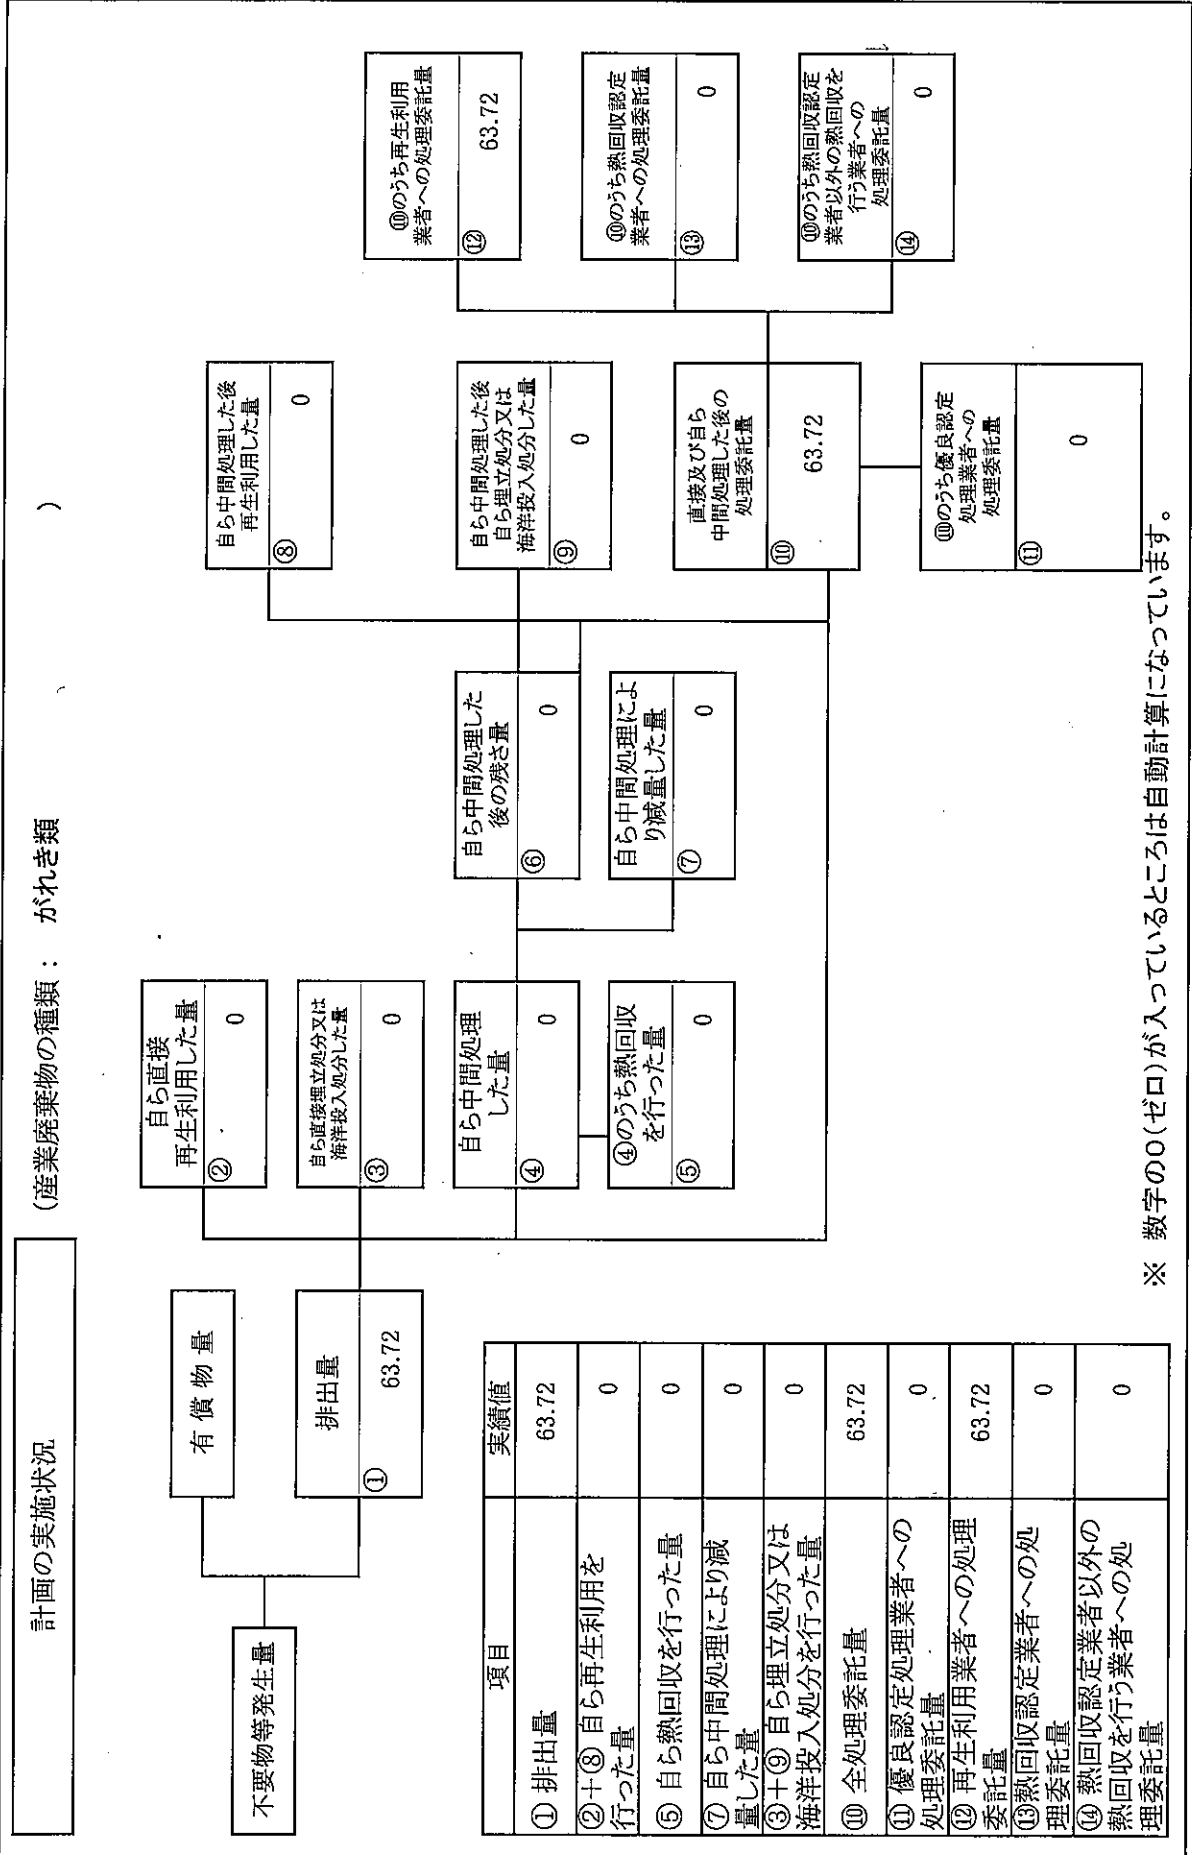 計画の実施状況
(産業廃棄物の種類： がれき類 )
不要物等発生量
有償物量
排出量
①
63.72
自ら直接
再生利用した量
②
0
自ら直接埋立処分又は
海洋投入処分した量
③
0
自ら中間処理
した量
④
0
④のうち熱回収
を行った量
⑤
0
自ら中間処理した
後の残さ量
⑥
0
自ら中間処理によ
り減量した量
⑦
0
自ら中間処理した後
再生利用した量
⑧
0
自ら中間処理した後
自ら埋立処分又は
海洋投入処分した量
⑨
0
直接及び自ら
中間処理した後の
処理委託量
⑩
63.72
⑩のうち優良認定
処理業者への
処理委託量
⑪
0
⑩のうち再生利用
業者への処理委託量
⑫
63.72
⑩のうち熱回収認定
業者への処理委託量
⑬
0
⑩のうち熱回収認定
業者以外の熱回収を
行う業者への
処理委託量
⑭
0
項目 実績値
① 排出量 63.72
②＋⑧ 自ら再生利用を
行った量 0
⑤ 自ら熱回収を行った量 0
⑦ 自ら中間処理により減
量した量 0
③＋⑨ 自ら埋立処分又は
海洋投入処分を行った量 0
⑩ 全処理委託量 63.72
⑪ 優良認定処理業者への
処理委託量 0
⑫ 再生利用業者への処理
委託量 63.72
⑬熱回収認定業者への処
理委託量 0
⑭ 熱回収認定業者以外の
熱回収を行う業者への処
理委託量 0
※ 数字の0(ゼロ)が入っているところは自動計算になっています。